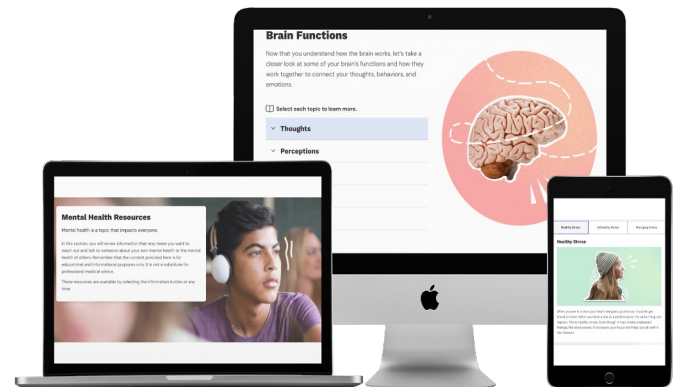 Brain Functions
Now that you understand how the brain works, let's take a
closer look at some of your brain's functions and how they
work together to connect your thoughts, behaviors, and
emotions.
Select each topic to learn more.
Thoughts
Perceptions
Mental Health Resources
Mental health is a topic that impacts everyone.
In this section, you will review information that may make you want to
reach out and talk to someone about your own mental health or the mental
health of others. Remember that the content provided here is for
educational and informational purposes only. It is not a substitute for
professional medical advice.
These resources are available by selecting the information button at any
time.
Healthy Stress
Unhealthy Stress
Managing Stress
Healthy Stress